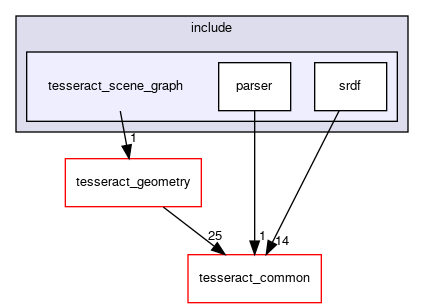 include
tesseract_scene_graph
parser
srdf
1
tesseract_geometry
25
1
14
tesseract_common